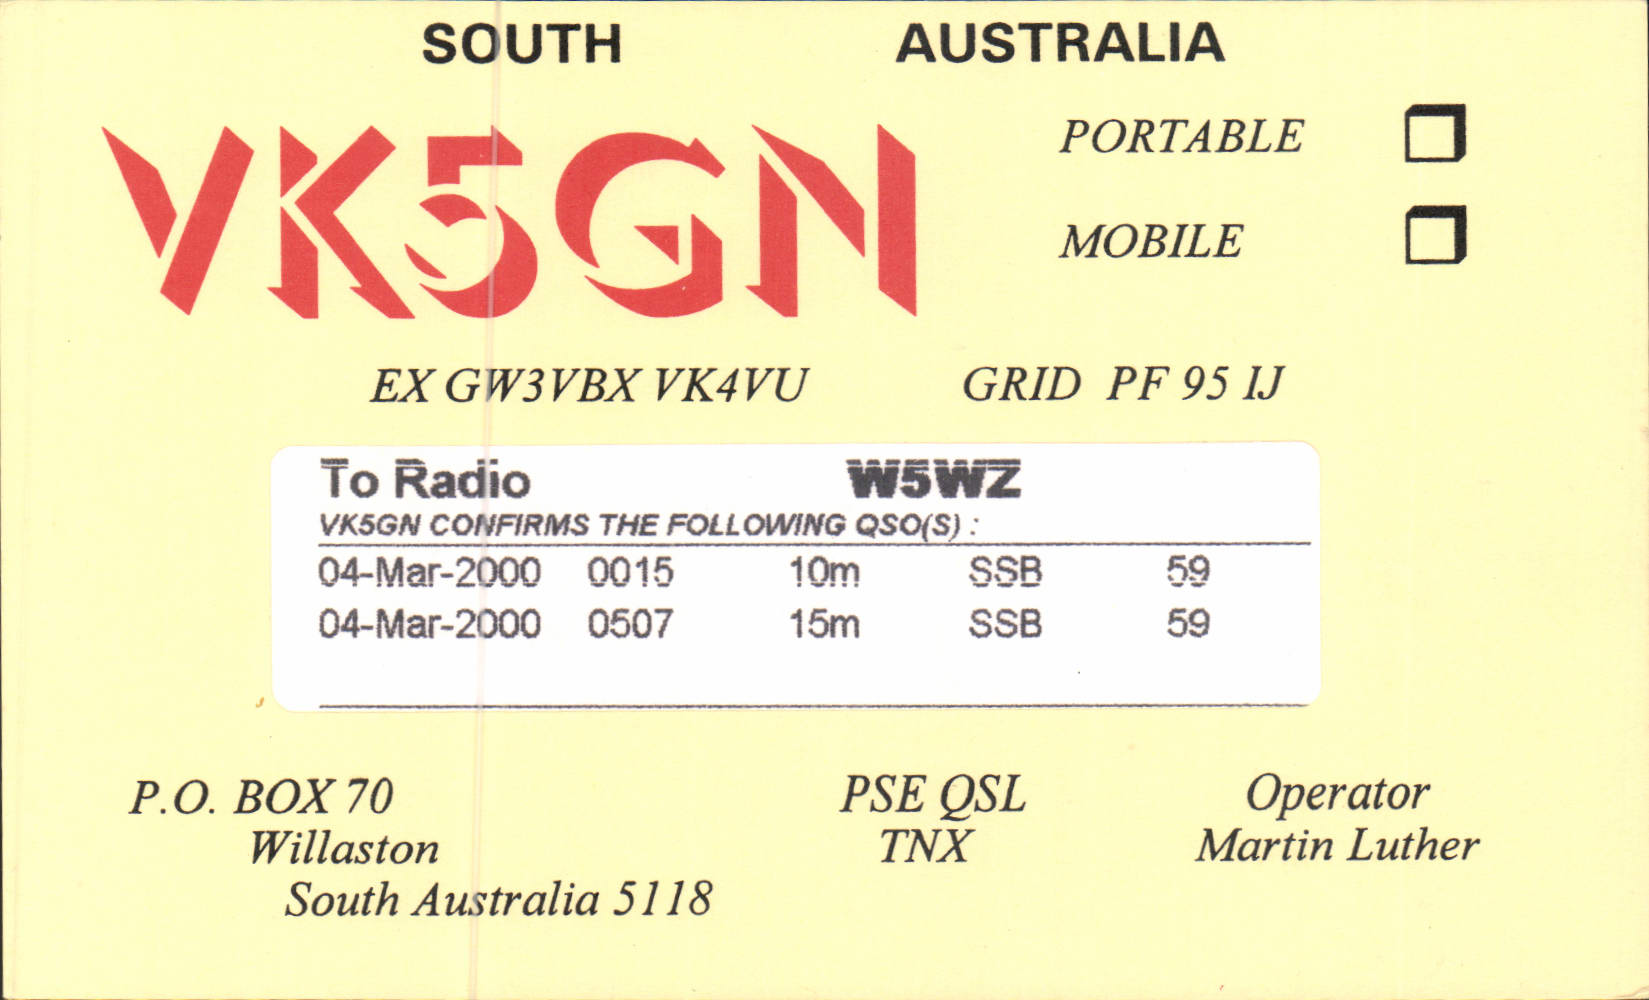 SOUTH AUSTRALIA
VK5GN
PORTABLE
MOBILE
EX GW3VBX VK4VU GRID PF 95 IJ
To Radio W5WZ
VK5GN CONFIRMS THE FOLLOWING QSO(S) :
04-Mar-2000 0015 10m SSB 59
04-Mar-2000 0507 15m SSB 59
P.O. BOX 70
Willaston
South Australia 5118
PSE QSL
TNX
Operator
Martin Luther